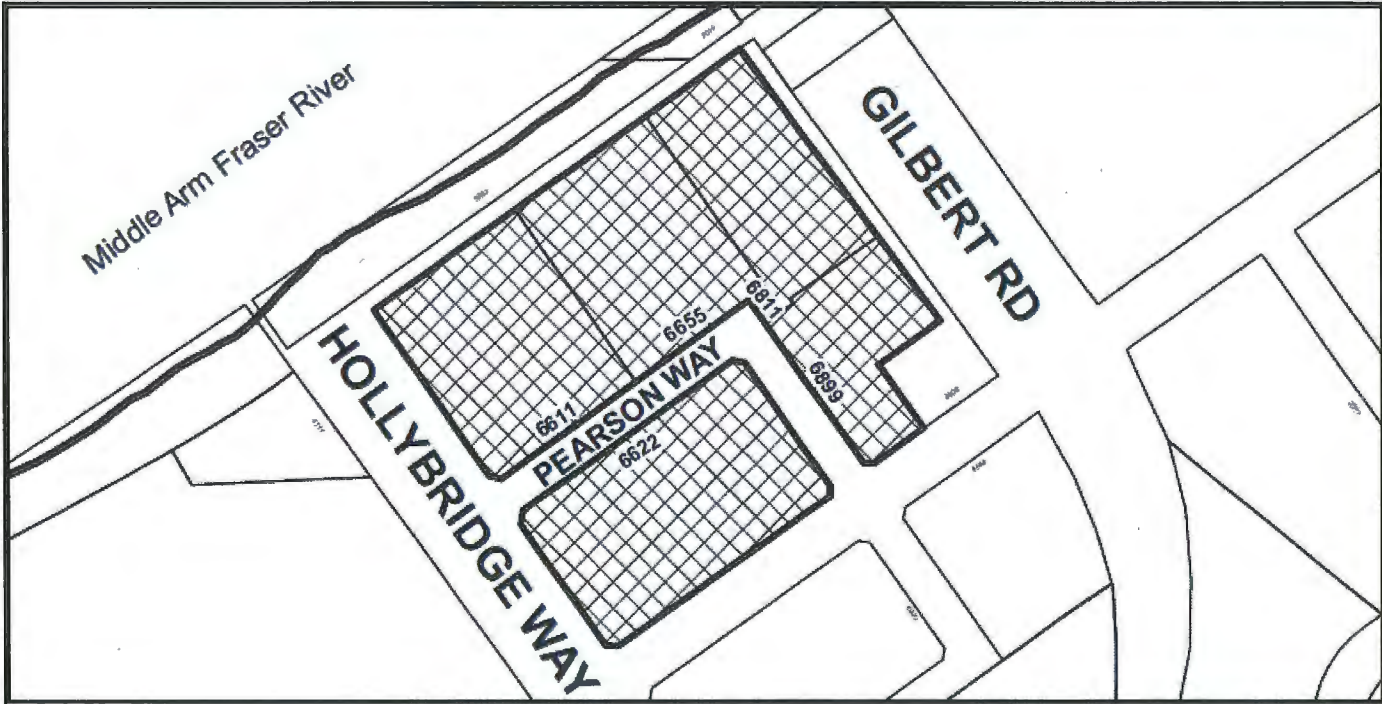 Middle Arm Fraser River
GILBERT RD
HOLLYBRIDGE WAY
PEARSON WAY
6611
6655
6811
6899
6622